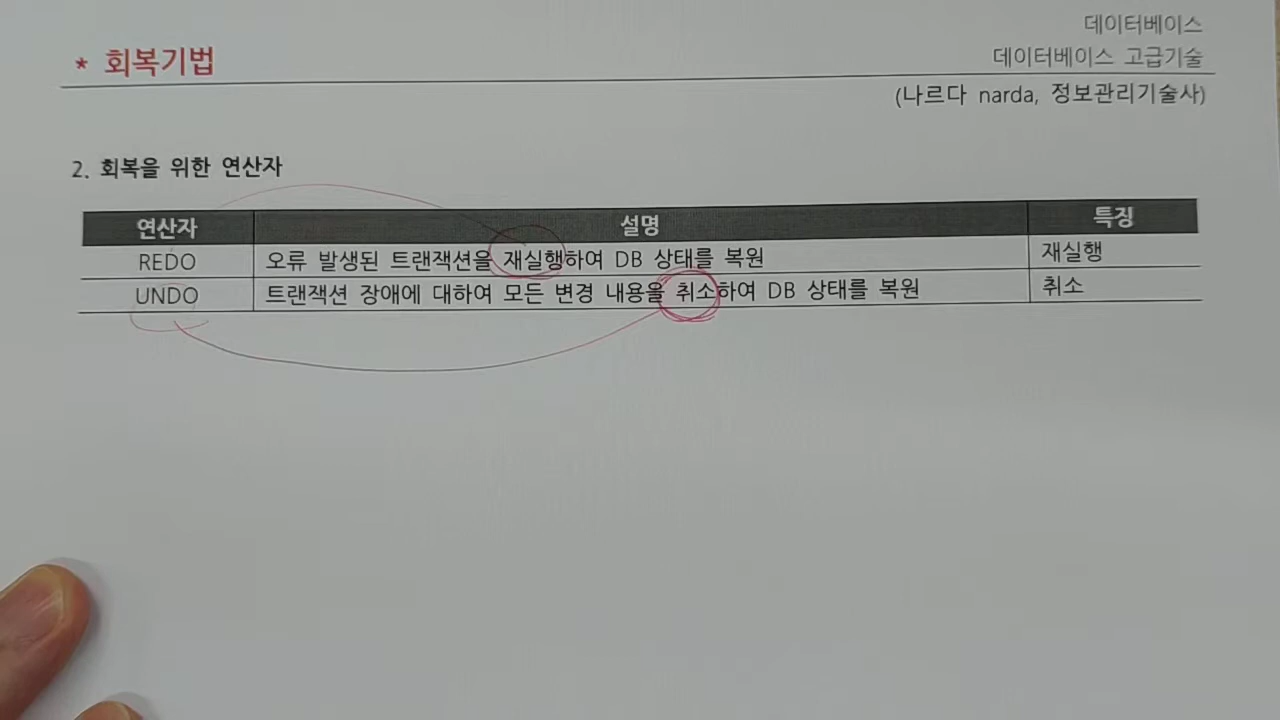 데이터베이스
* 회복기법
데이터베이스 고급기술
(나르다 narda, 정보관리기술사)
2. 회복을 위한 연산자
연산자 설명 특징
REDO 오류 발생된 트랜잭션을 재실행하여 DB 상태를 복원 재실행
UNDO 트랜잭션 장애에 대하여 모든 변경 내용을 취소하여 DB 상태를 복원 취소